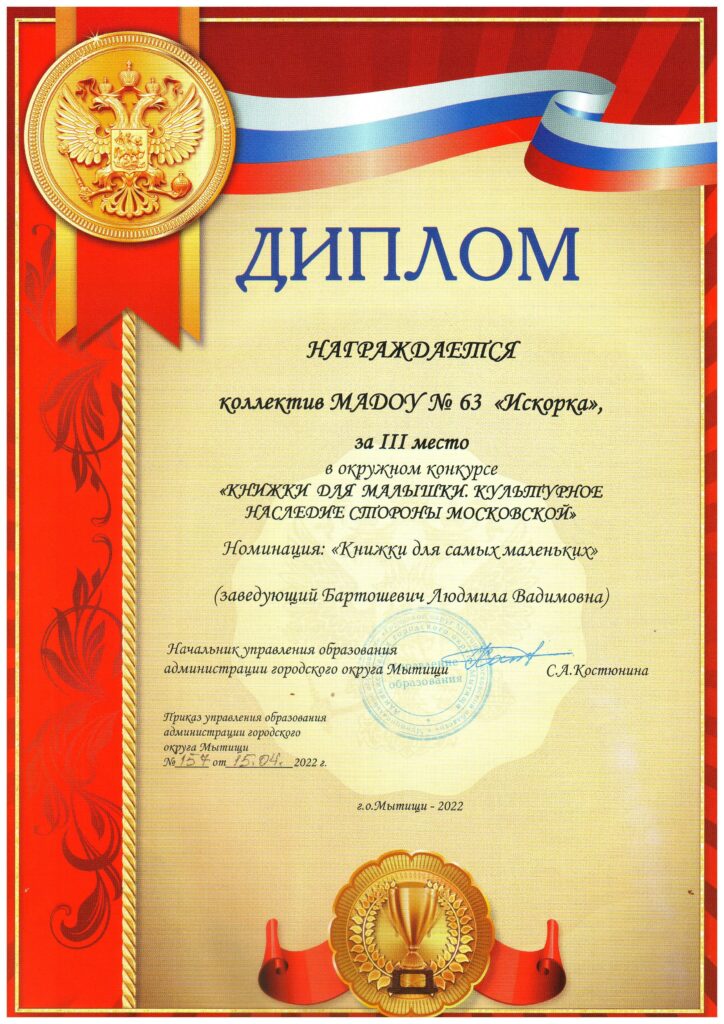 ДИПЛОМ
НАГРАЖДАЕТСЯ
коллектив МАДОУ № 63 «Искорка»,
за III место
в окружном конкурсе
«КНИЖКИ ДЛЯ МАЛЫШКИ. КУЛЬТУРНОЕ
НАСЛЕДИЕ СТОРОНЫ МОСКОВСКОЙ»
Номинация: «Книжки для самых маленьких»
(заведующий Бартошевич Людмила Вадимовна)
Начальник управления образования
администрации городского округа Мытищи С.А.Костюнина
управление
образования
Приказ управления образования
администрации городского
округа Мытищи
№ 157 от 15.04. 2022 г.
г.о.Мытищи - 2022